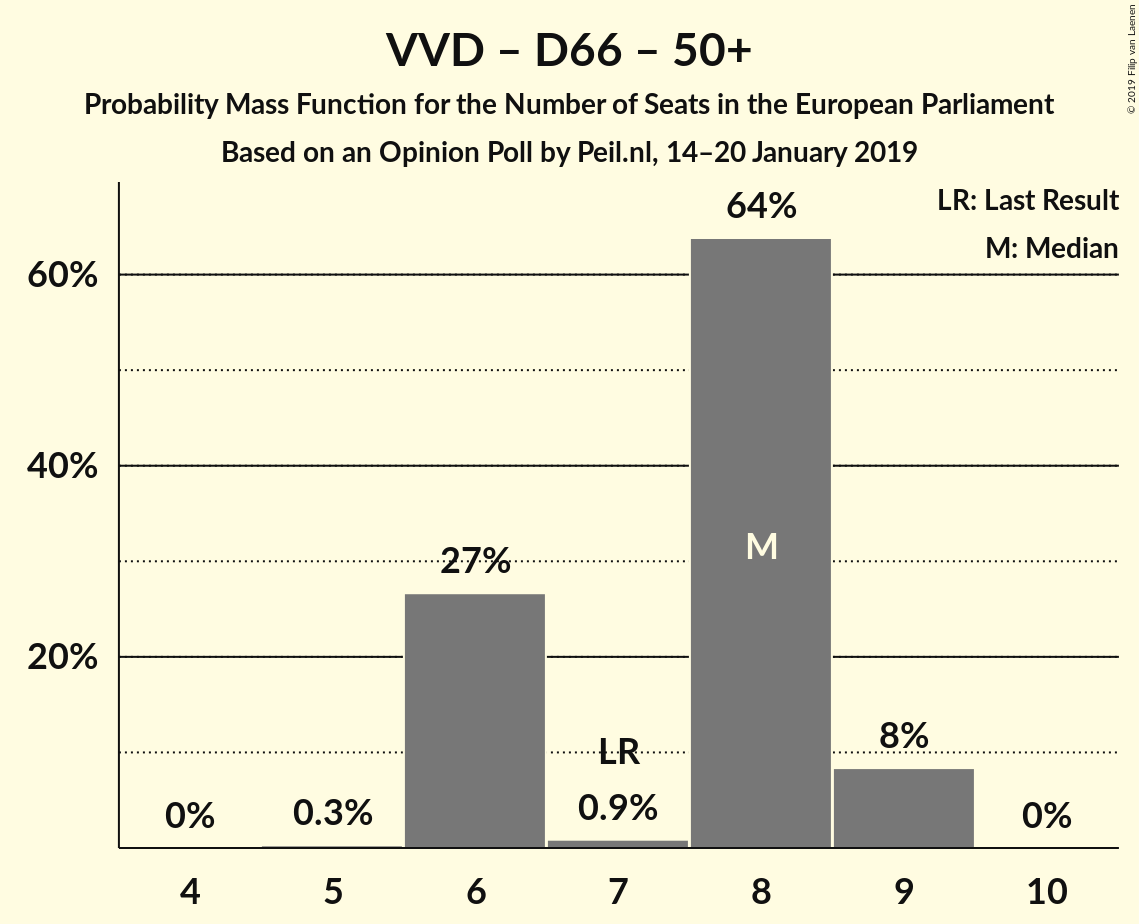 VVD – D66 – 50+
Probability Mass Function for the Number of Seats in the European Parliament
Based on an Opinion Poll by Peil.nl, 14–20 January 2019
© 2019 Filip van Laenen
LR: Last Result
M: Median
64%
60%
40%
M
27%
20%
LR
8%
0%
0.3%
0.9%
0%
4 5 6 7 8 9 10